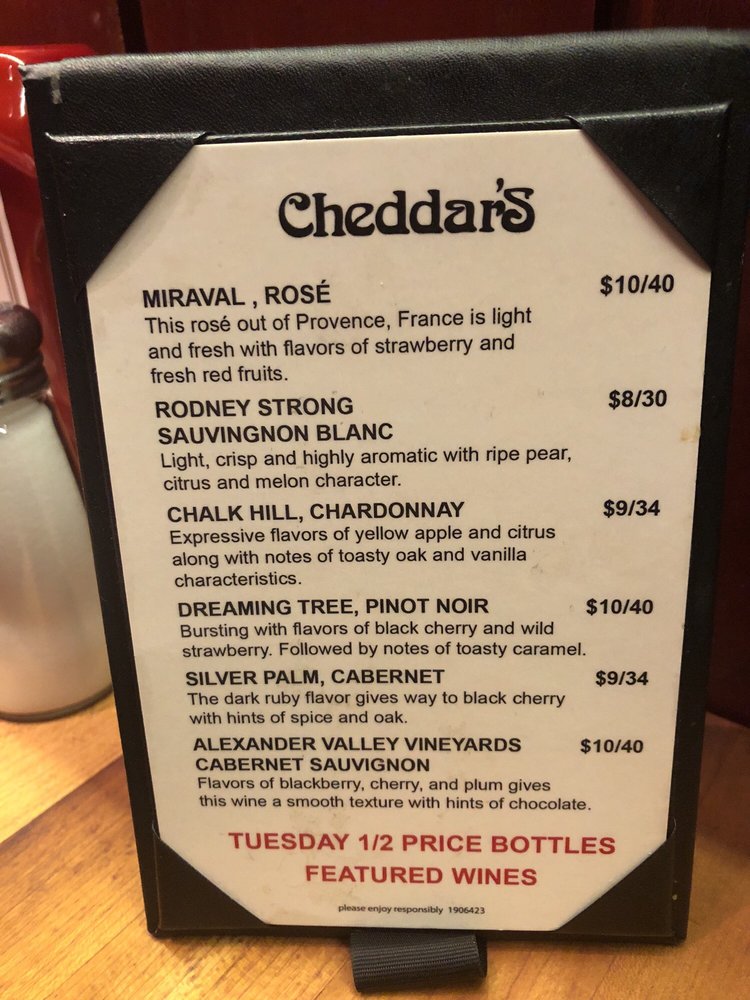 Cheddar's
MIRAVAL , ROSÉ $10/40
This rosé out of Provence, France is light
and fresh with flavors of strawberry and
fresh red fruits.
RODNEY STRONG $8/30
SAUVINGNON BLANC
Light, crisp and highly aromatic with ripe pear,
citrus and melon character.
CHALK HILL, CHARDONNAY $9/34
Expressive flavors of yellow apple and citrus
along with notes of toasty oak and vanilla
characteristics.
DREAMING TREE, PINOT NOIR $10/40
Bursting with flavors of black cherry and wild
strawberry. Followed by notes of toasty caramel.
SILVER PALM, CABERNET $9/34
The dark ruby flavor gives way to black cherry
with hints of spice and oak.
ALEXANDER VALLEY VINEYARDS $10/40
CABERNET SAUVIGNON
Flavors of blackberry, cherry, and plum gives
this wine a smooth texture with hints of chocolate.
TUESDAY 1/2 PRICE BOTTLES
FEATURED WINES
please enjoy responsibly 1906423